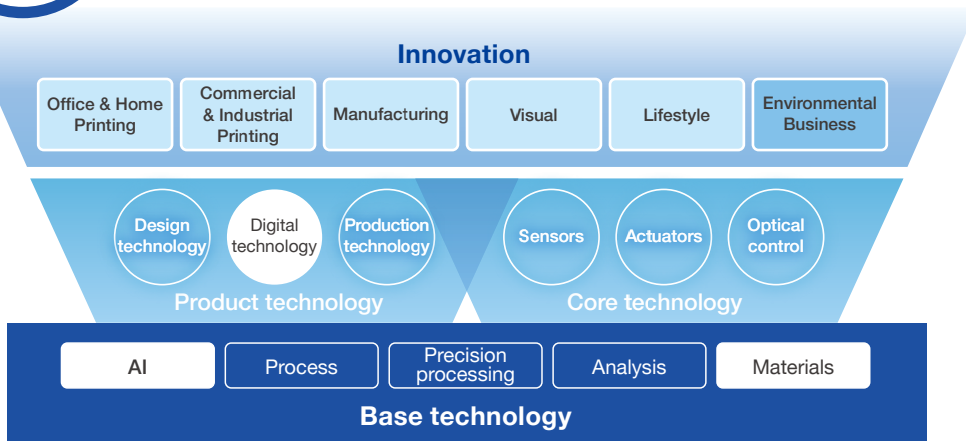 Innovation
Office & Home
Printing
Commercial
& Industrial
Printing
Manufacturing
Visual
Lifestyle
Environmental
Business
Design
technology
Digital
technology
Production
technology
Sensors
Actuators
Optical
control
Product technology
Core technology
AI
Process
Precision
processing
Analysis
Materials
Base technology